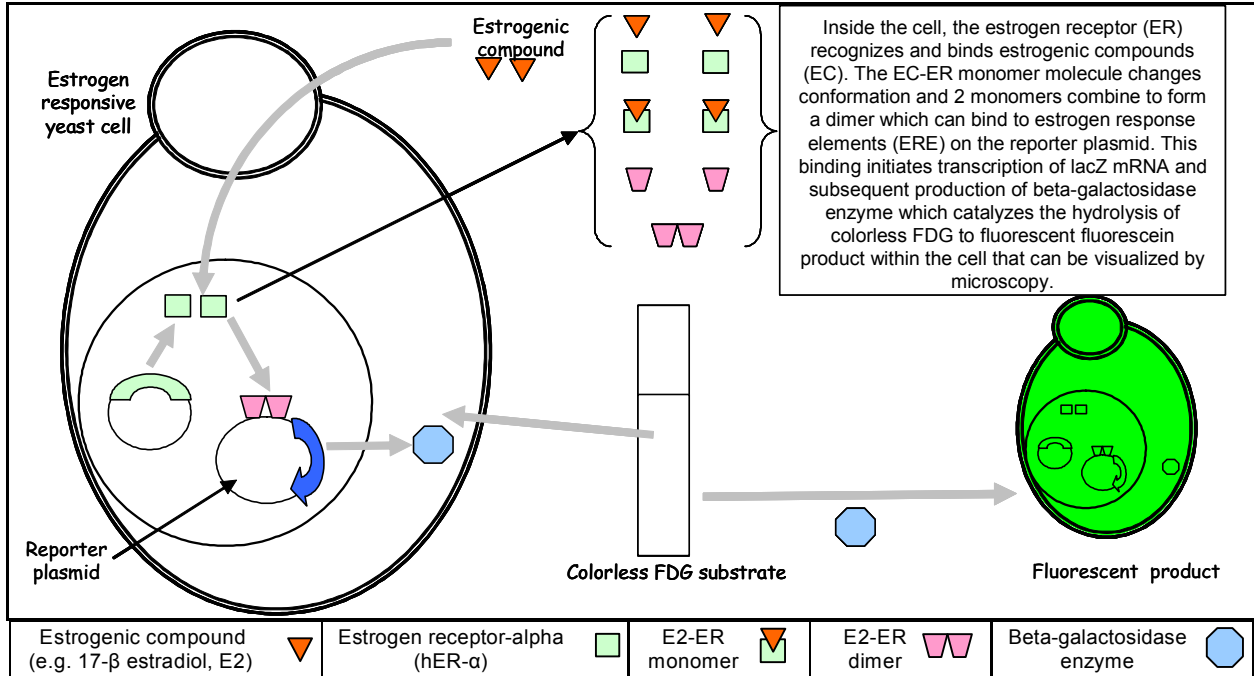 Estrogenic
compound
Estrogen
responsive
yeast cell
Inside the cell, the estrogen receptor (ER)
recognizes and binds estrogenic compounds
(EC). The EC-ER monomer molecule changes
conformation and 2 monomers combine to form
a dimer which can bind to estrogen response
elements (ERE) on the reporter plasmid. This
binding initiates transcription of lacZ mRNA and
subsequent production of beta-galactosidase
enzyme which catalyzes the hydrolysis of
colorless FDG to fluorescent fluorescein
product within the cell that can be visualized by
microscopy.
Reporter
plasmid
Colorless FDG substrate
Fluorescent product
Estrogenic compound
(e.g. 17-β estradiol, E2)
Estrogen receptor-alpha
(hER-α)
E2-ER
monomer
E2-ER
dimer
Beta-galactosidase
enzyme